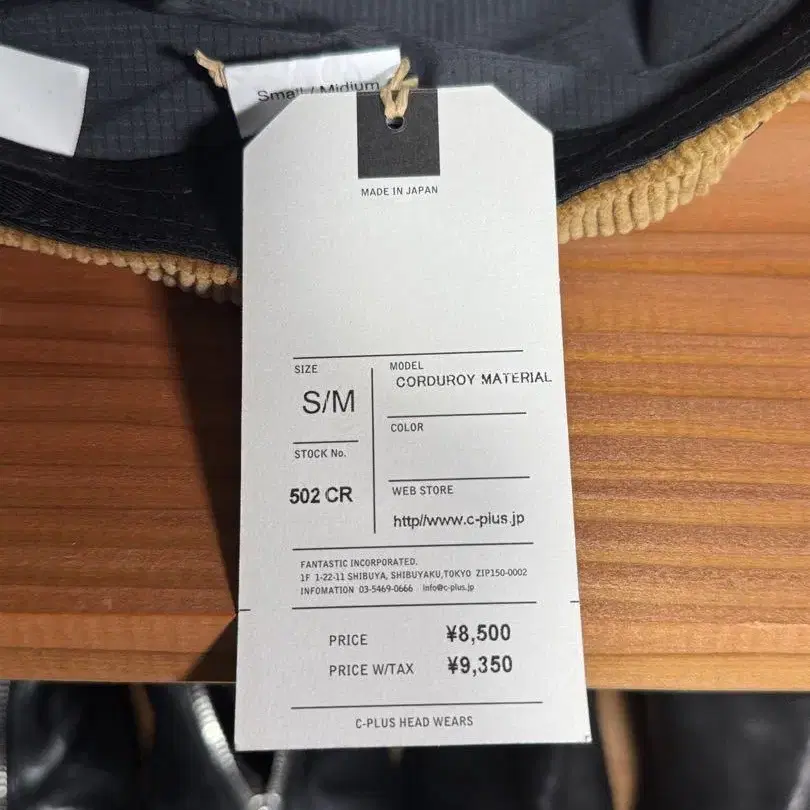 Small / Midium
MADE IN JAPAN
SIZE
S/M
STOCK No.
502 CR
MODEL
CORDUROY MATERIAL
COLOR
WEB STORE
http//www.c-plus.jp
FANTASTIC INCORPORATED.
1F 1-22-11 SHIBUYA, SHIBUYAKU,TOKYO ZIP150-0002
INFOMATION 03-5469-0666 info@c-plus.jp
PRICE ¥8,500
PRICE W/TAX ¥9,350
C-PLUS HEAD WEARS